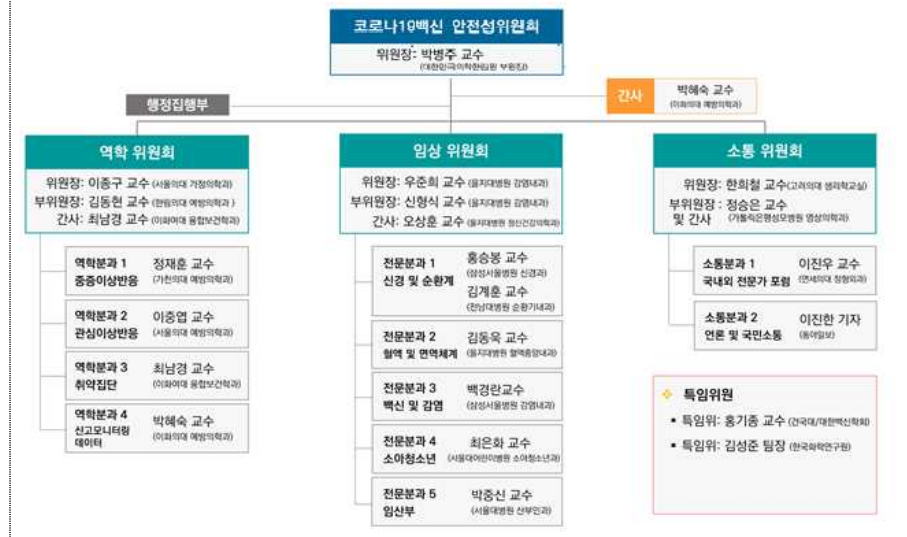 코로나19백신 안전성위원회
위원장: 박병주 교수
(대한민국의학한림원 부원장)
행정집행부
간사
박혜숙 교수
(이화의대 예방의학과)
역학 위원회
위원장: 이종구 교수 (서울의대 가정의학과)
부위원장: 김동현 교수 (한림의대 예방의학과 )
간사: 최남경 교수 (이화여대 융합보건학과)
역학분과 1
중증이상반응
정재훈 교수
(가천의대 예방의학과)
역학분과 2
관심이상반응
이중엽 교수
(서울의대 예방의학과)
역학분과 3
취약집단
최남경 교수
(이화여대 융합보건학과)
역학분과 4
신고모니터링
데이터
박혜숙 교수
(이화의대 예방의학과)
임상 위원회
위원장: 우준희 교수 (을지대병원 감염내과)
부위원장: 신형식 교수 (을지대병원 감염내과)
간사: 오상훈 교수 (을지대병원 정신건강의학과)
전문분과 1
신경 및 순환계
홍승봉 교수
(삼성서울병원 신경과)
김계훈 교수
(전남대병원 순환기내과)
전문분과 2
혈액 및 면역체계
김동욱 교수
(을지대병원 혈액종양내과)
전문분과 3
백신 및 감염
백경란교수
(삼성서울병원 감염내과)
전문분과 4
소아청소년
최은화 교수
(서울대어린이병원 소아청소년과)
전문분과 5
임산부
박중신 교수
(서울대병원 산부인과)
소통 위원회
위원장: 한희철 교수(고려의대 생리학교실)
부위원장 : 정승은 교수
및 간사 (가톨릭은평성모병원 영상의학과)
소통분과 1
국내외 전문가 포럼
이진우 교수
(연세의대 정형외과)
소통분과 2
언론 및 국민소통
이진한 기자
(동아일보)
특임위원
▪ 특임위: 홍기종 교수 (건국대/대한백신학회)
▪ 특임위: 김성준 팀장 (한국화학연구원)